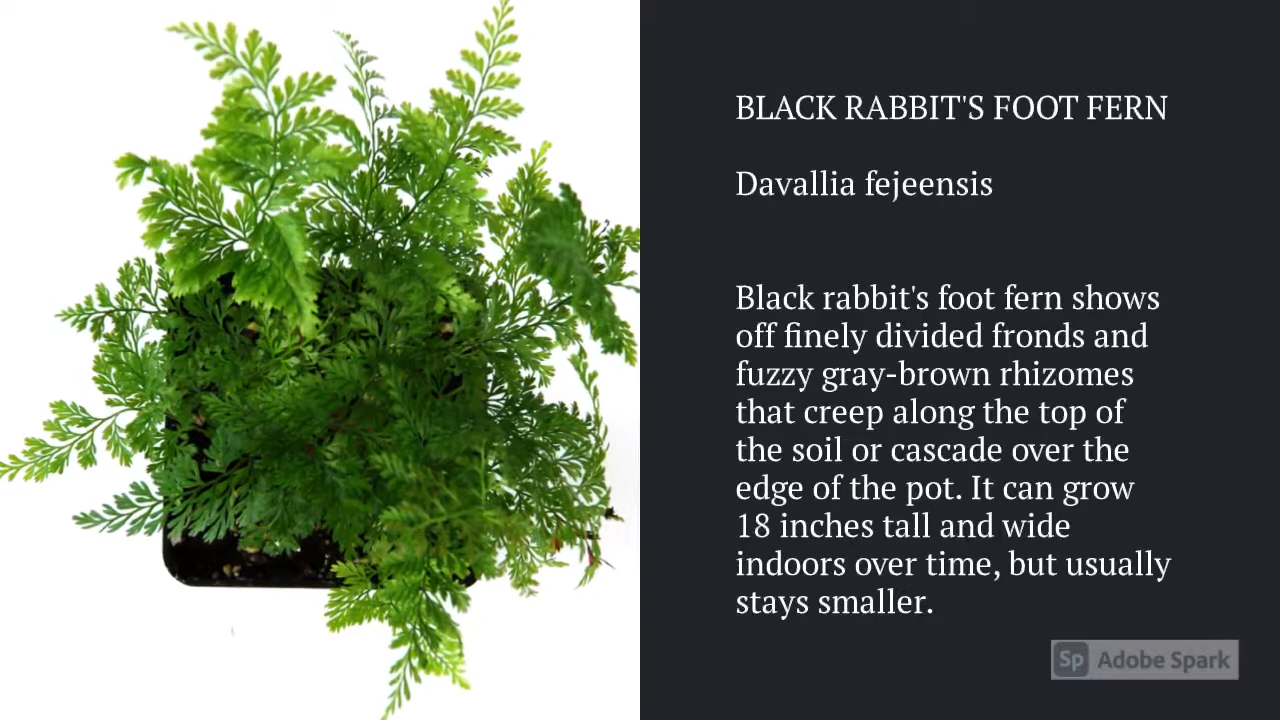 BLACK RABBIT'S FOOT FERN
Davallia fejeensis
Black rabbit's foot fern shows
off finely divided fronds and
fuzzy gray-brown rhizomes
that creep along the top of
the soil or cascade over the
edge of the pot. It can grow
18 inches tall and wide
indoors over time, but usually
stays smaller.
Sp Adobe Spark